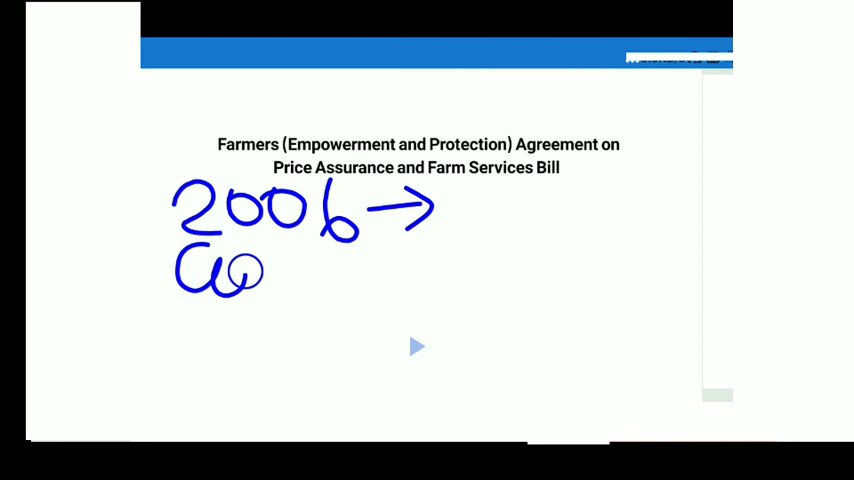 Farmers (Empowerment and Protection) Agreement on
Price Assurance and Farm Services Bill
2006 →